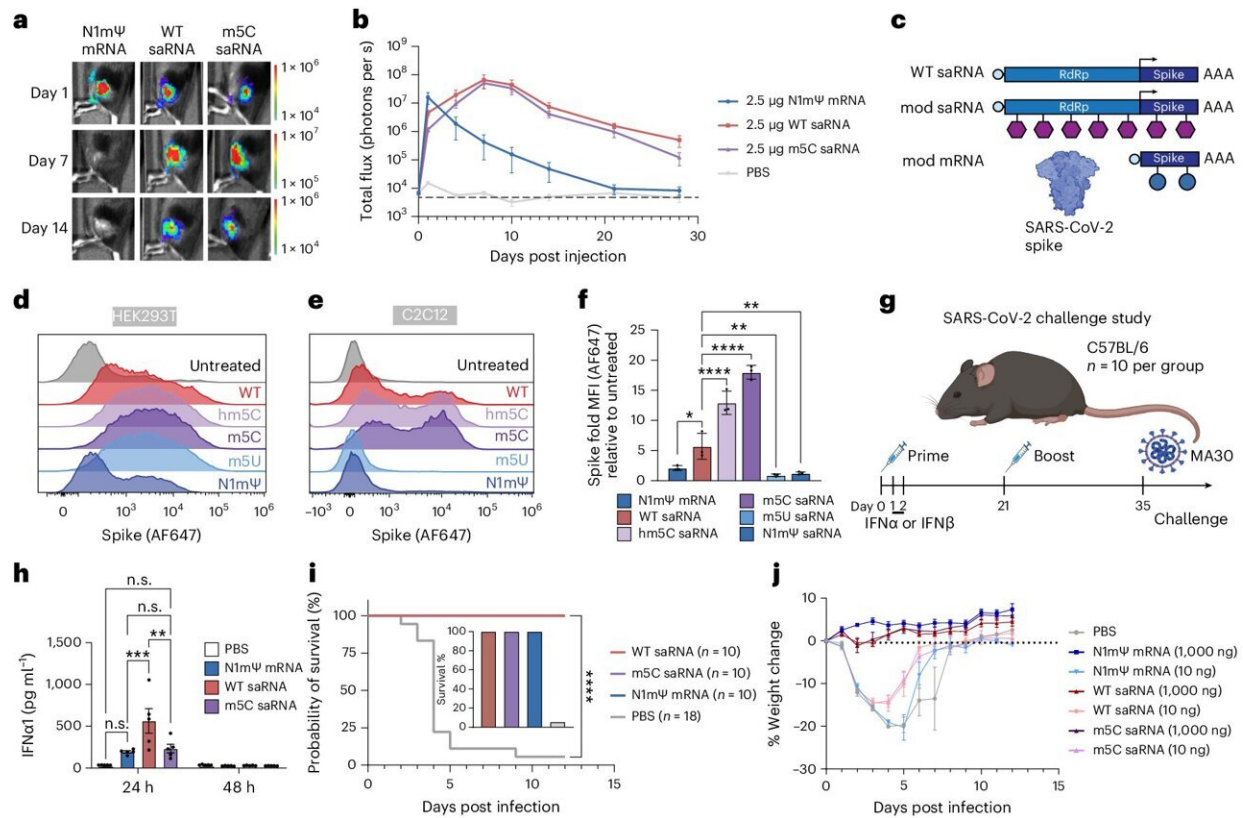 a
N1mΨ mRNA
WT saRNA
m5C saRNA
Day 1
Day 7
Day 14
1 × 10⁶
1 × 10⁴
1 × 10⁷
1 × 10⁵
1 × 10⁶
1 × 10⁴
b
Total flux (photons per s)
10⁹
10⁸
10⁷
10⁶
10⁵
10⁴
10³
0
10
20
30
Days post injection
2.5 µg N1mΨ mRNA
2.5 µg WT saRNA
2.5 µg m5C saRNA
PBS
c
WT saRNA
RdRp
Spike
AAA
mod saRNA
RdRp
Spike
AAA
mod mRNA
Spike
AAA
SARS-CoV-2
spike
d
HEK293T
Untreated
WT
hm5C
m5C
m5U
N1mΨ
0
10³
10⁴
10⁵
10⁶
Spike (AF647)
e
C2C12
Untreated
WT
hm5C
m5C
m5U
N1mΨ
−10³
0
10³
10⁴
10⁵
10⁶
Spike (AF647)
f
Spike fold MFI (AF647)
relative to untreated
25
20
15
10
5
0
**
**
****
****
*
N1mΨ mRNA
WT saRNA
hm5C saRNA
m5C saRNA
m5U saRNA
N1mΨ saRNA
g
SARS-CoV-2 challenge study
C57BL/6
n = 10 per group
Prime
Boost
MA30
Day 0
1
2
21
35
IFNα or IFNβ
Challenge
h
IFNα1 (pg ml⁻¹)
1,500
1,000
500
0
n.s.
n.s.
**
***
n.s.
24 h
48 h
PBS
N1mΨ mRNA
WT saRNA
m5C saRNA
i
Probability of survival (%)
100
75
50
25
0
0
5
10
15
Days post infection
Survival %
100
80
60
40
20
0
****
WT saRNA (n = 10)
m5C saRNA (n = 10)
N1mΨ mRNA (n = 10)
PBS (n = 18)
j
% Weight change
10
0
−10
−20
−30
0
5
10
15
Days post infection
PBS
N1mΨ mRNA (1,000 ng)
N1mΨ mRNA (10 ng)
WT saRNA (1,000 ng)
WT saRNA (10 ng)
m5C saRNA (1,000 ng)
m5C saRNA (10 ng)